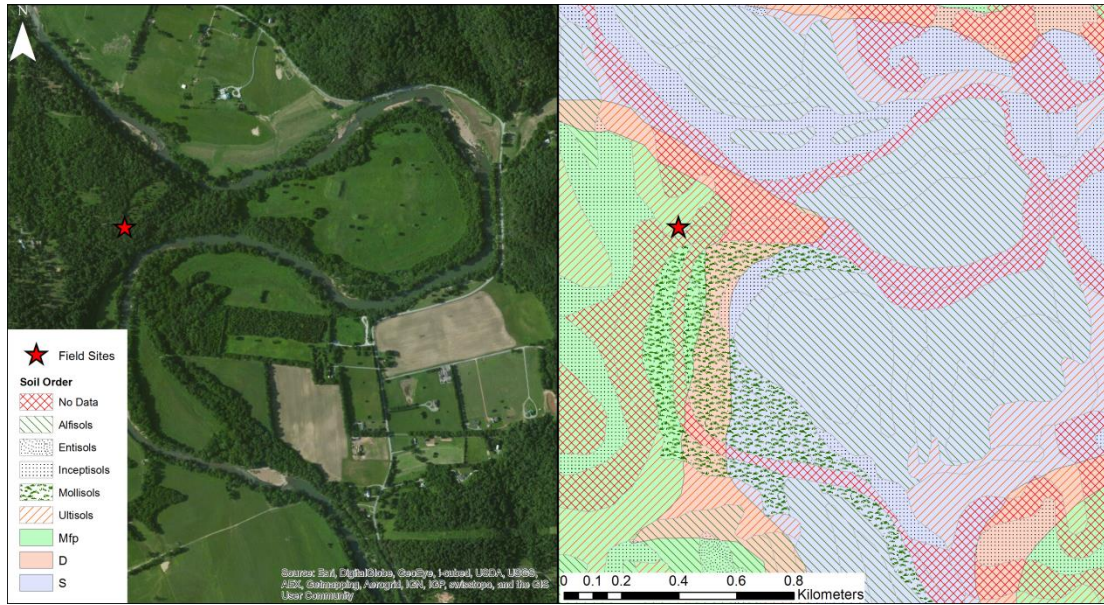 N
Field Sites
Soil Order
No Data
Alfisols
Entisols
Inceptisols
Mollisols
Ultisols
Mfp
D
S
Source: Esri, DigitalGlobe, GeoEye, i-cubed, USDA, USGS,
AEX, Getmapping, Aerogrid, IGN, IGP, swisstopo, and the GIS
User Community
0 0.1 0.2 0.4 0.6 0.8
Kilometers